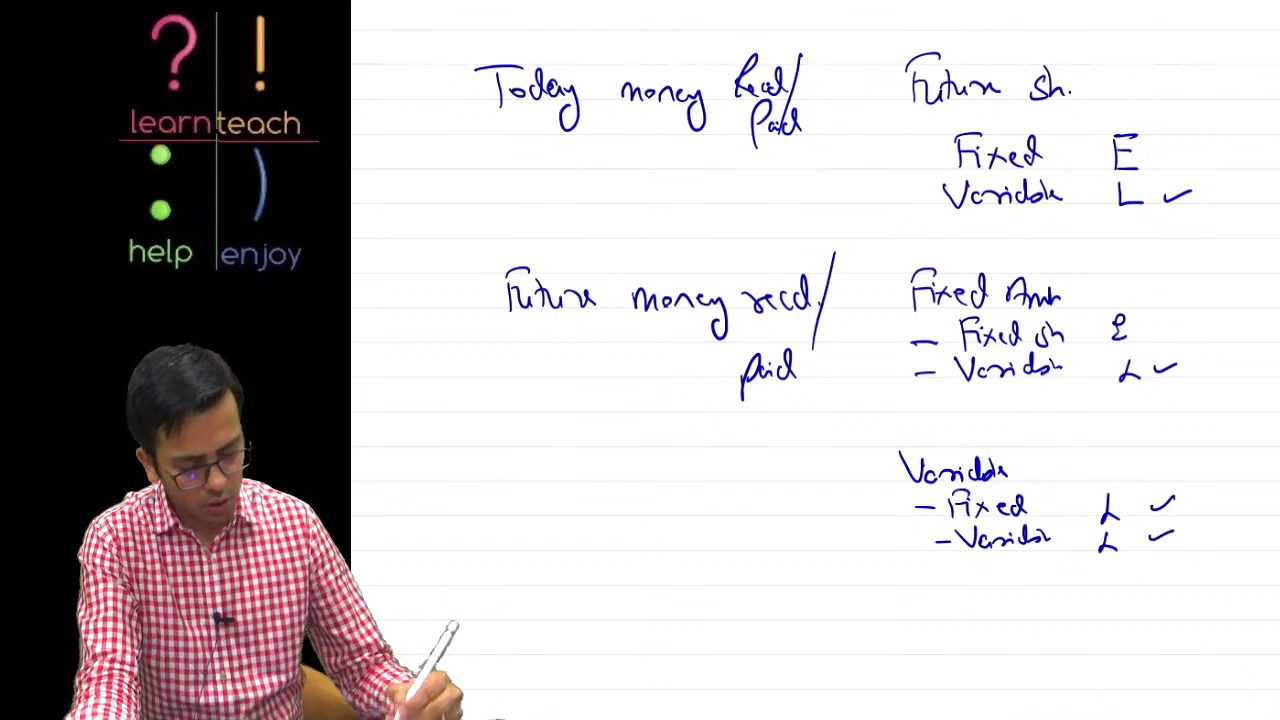 ? !
learn teach
help enjoy
Today money Recd/ Future sh.
Paid
Fixed E
Variable L ✓
Future money recd/ Fixed Amt
- Fixed sh E
paid - Variable L ✓
Variable
- Fixed L ✓
- Variable L ✓